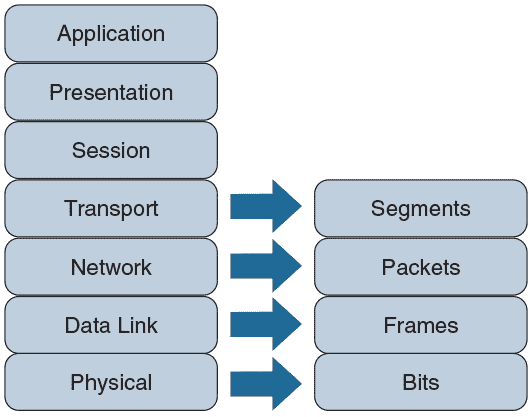 Application
Presentation
Session
Transport
Segments
Network
Packets
Data Link
Frames
Physical
Bits